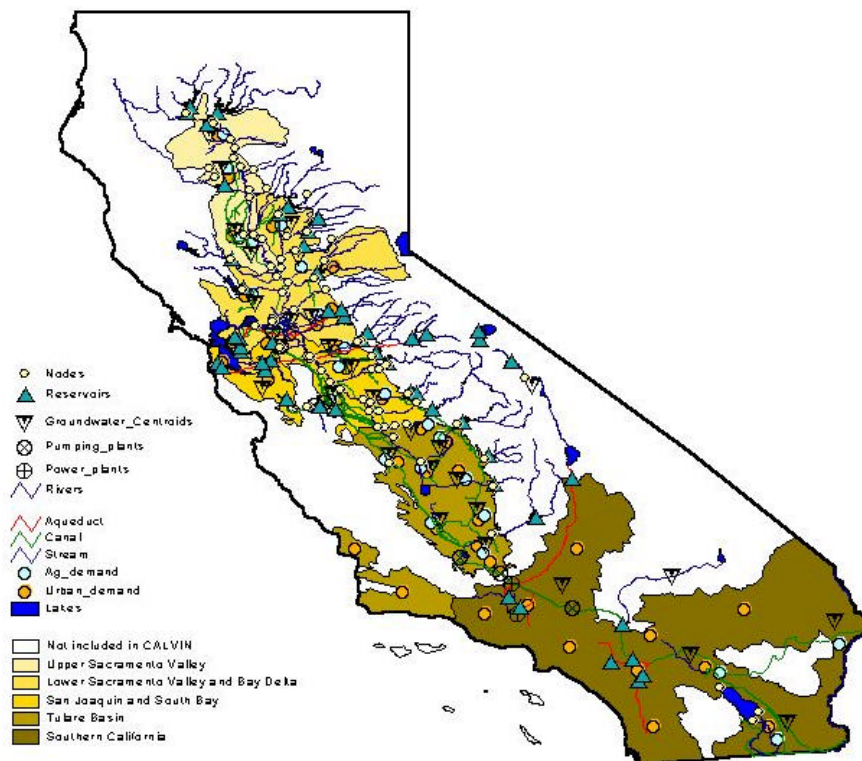 Nodes
Reservoirs
Groundwater_Centroids
Pumping_plants
Power_plants
Rivers
Aqueduct
Canal
Stream
Ag_demand
Urban_demand
Lakes
Not included in CALVIN
Upper Sacramento Valley
Lower Sacramento Valley and Bay Delta
San Joaquin and South Bay
Tulare Basin
Southern California